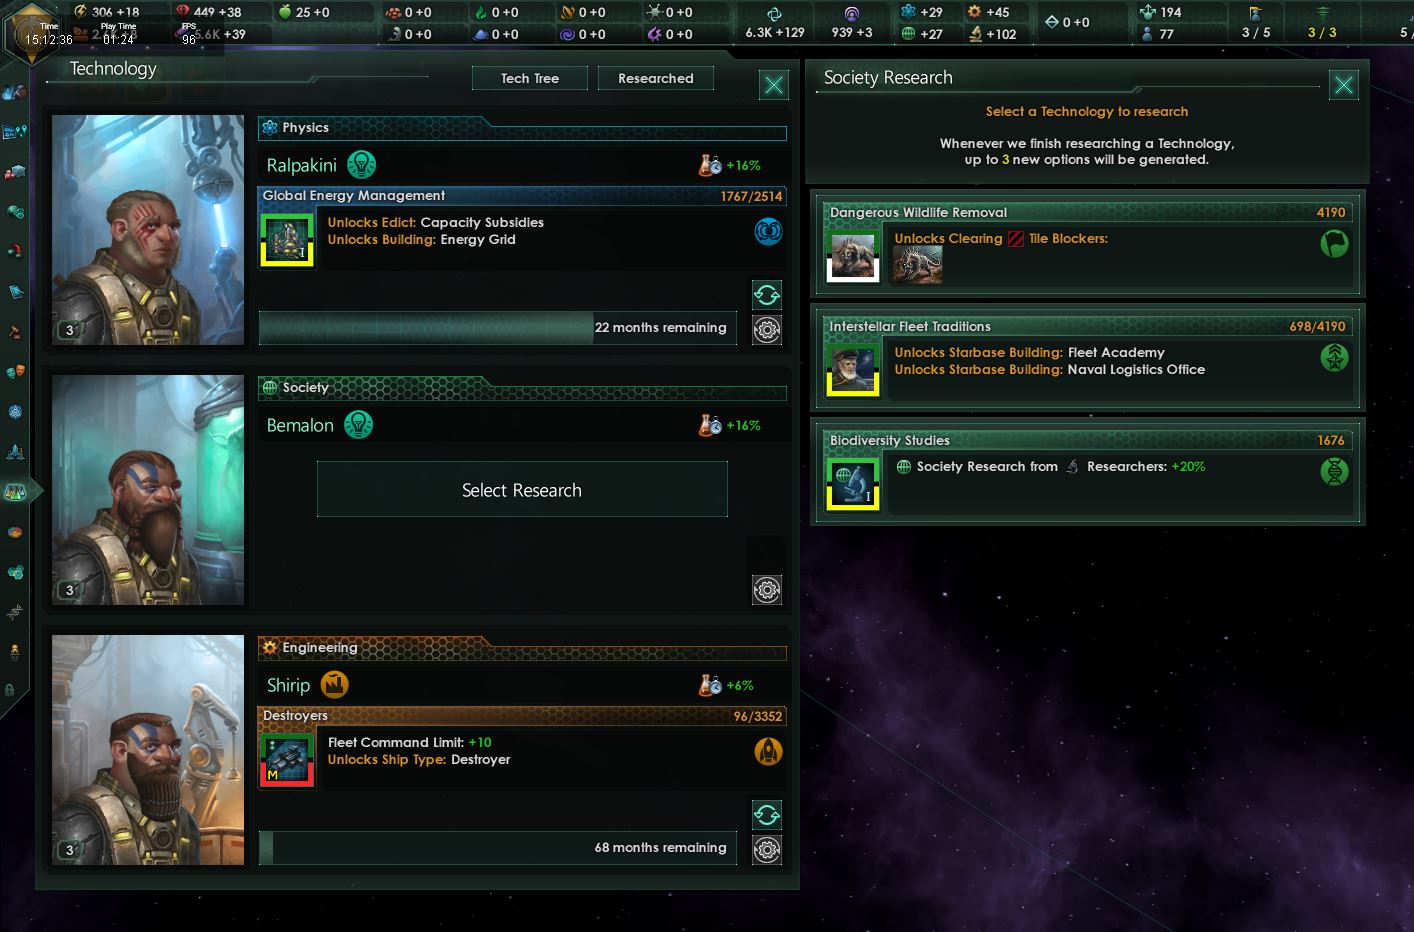 306 +18
449 +38
25 +0
0 +0
0 +0
0 +0
0 +0
+29
+45
0 +0
194
Time
Play Time
FPS
15:12:36
01:24
96
5.6K +39
0 +0
0 +0
0 +0
0 +0
6.3K +129
939 +3
+27
+102
77
3 / 5
3 / 3
5 /
Technology
Tech Tree
Researched
Physics
Ralpakini
+16%
Global Energy Management
1767/2514
Unlocks Edict: Capacity Subsidies
Unlocks Building: Energy Grid
I
3
22 months remaining
Society
Bemalon
+16%
Select Research
3
Engineering
Shirip
+6%
Destroyers
96/3352
Fleet Command Limit: +10
Unlocks Ship Type: Destroyer
M
3
68 months remaining
Society Research
Select a Technology to research
Whenever we finish researching a Technology,
up to 3 new options will be generated.
Dangerous Wildlife Removal
4190
Unlocks Clearing Tile Blockers:
Interstellar Fleet Traditions
698/4190
Unlocks Starbase Building: Fleet Academy
Unlocks Starbase Building: Naval Logistics Office
Biodiversity Studies
1676
Society Research from Researchers: +20%
I